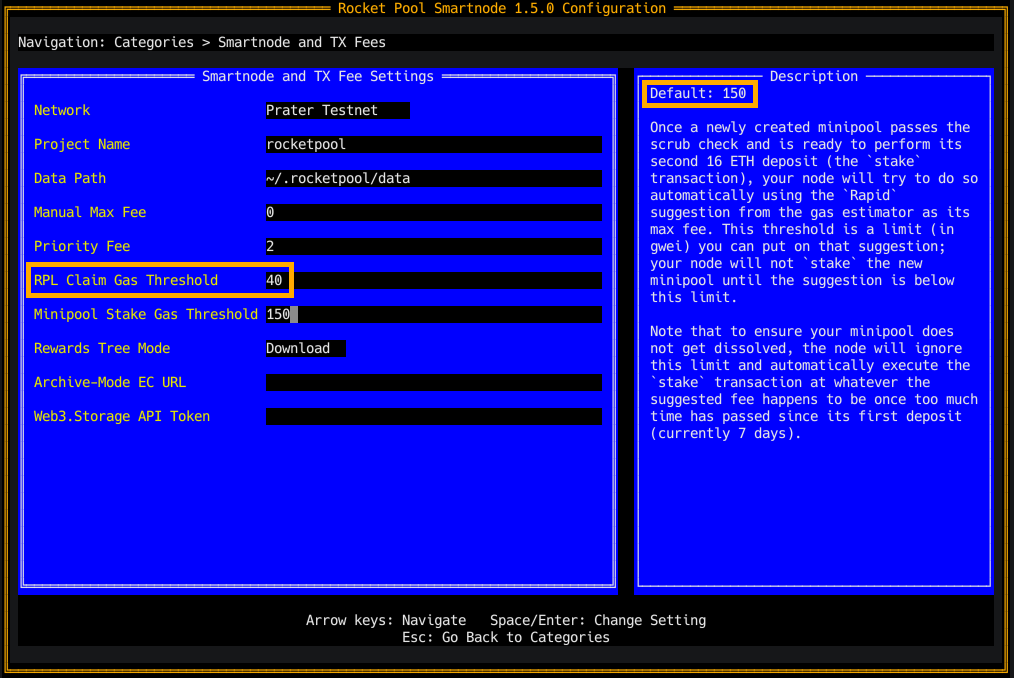 Rocket Pool Smartnode 1.5.0 Configuration
Navigation: Categories > Smartnode and TX Fees
Smartnode and TX Fee Settings
Network Prater Testnet
Project Name rocketpool
Data Path ~/.rocketpool/data
Manual Max Fee 0
Priority Fee 2
RPL Claim Gas Threshold 40
Minipool Stake Gas Threshold 150
Rewards Tree Mode Download
Archive-Mode EC URL
Web3.Storage API Token
Description
Default: 150
Once a newly created minipool passes the
scrub check and is ready to perform its
second 16 ETH deposit (the `stake`
transaction), your node will try to do so
automatically using the `Rapid`
suggestion from the gas estimator as its
max fee. This threshold is a limit (in
gwei) you can put on that suggestion;
your node will not `stake` the new
minipool until the suggestion is below
this limit.
Note that to ensure your minipool does
not get dissolved, the node will ignore
this limit and automatically execute the
`stake` transaction at whatever the
suggested fee happens to be once too much
time has passed since its first deposit
(currently 7 days).
Arrow keys: Navigate Space/Enter: Change Setting
Esc: Go Back to Categories